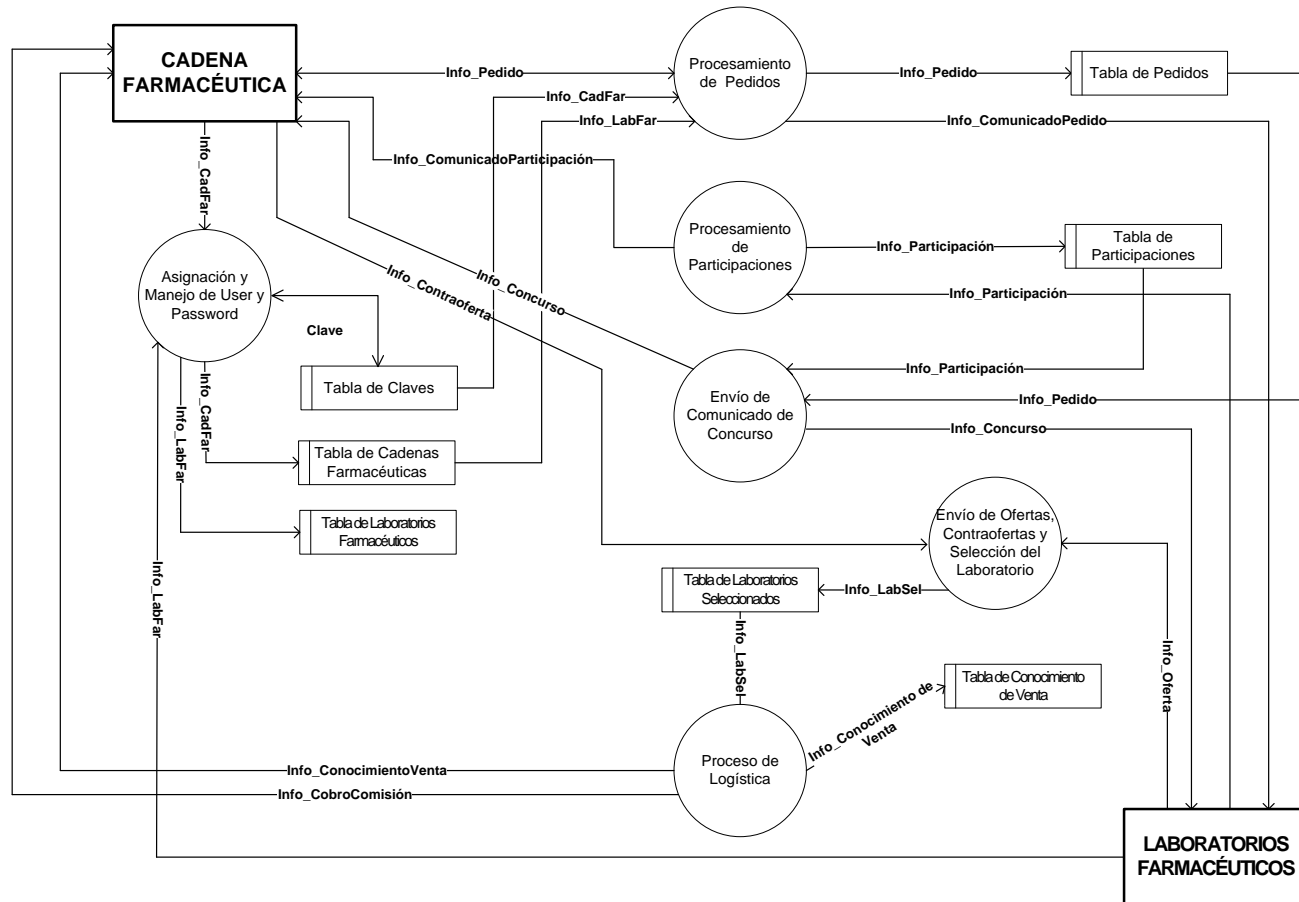 CADENA
FARMACÉUTICA
Info_Pedido
Procesamiento
de Pedidos
Info_Pedido
Tabla de Pedidos
Info_CadFar
Info_LabFar
Info_ComunicadoPedido
Info_CadFar
Info_ComunicadoParticipación
Procesamiento
de
Participaciones
Info_Participación
Tabla de
Participaciones
Info_Participación
Asignación y
Manejo de User y
Password
Info_Contraoferta
Info_Concurso
Clave
Tabla de Claves
Info_Participación
Envío de
Comunicado de
Concurso
Info_Pedido
Info_Concurso
Info_CadFar
Info_LabFar
Tabla de Cadenas
Farmacéuticas
Tabla de Laboratorios
Farmacéuticos
Envío de Ofertas,
Contraofertas y
Selección del
Laboratorio
Info_LabFar
Tabla de Laboratorios
Seleccionados
Info_LabSel
Info_LabSel
Info_Oferta
Info_Conocimiento de
Venta
Tabla de Conocimiento
de Venta
Proceso de
Logística
Info_ConocimientoVenta
Info_CobroComisión
LABORATORIOS
FARMACÉUTICOS